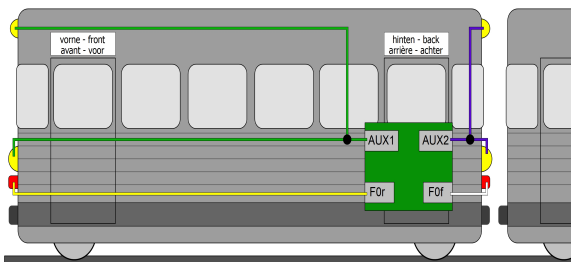 vorne - front
avant - voor
hinten - back
arrière - achter
AUX1
AUX2
F0r
F0f